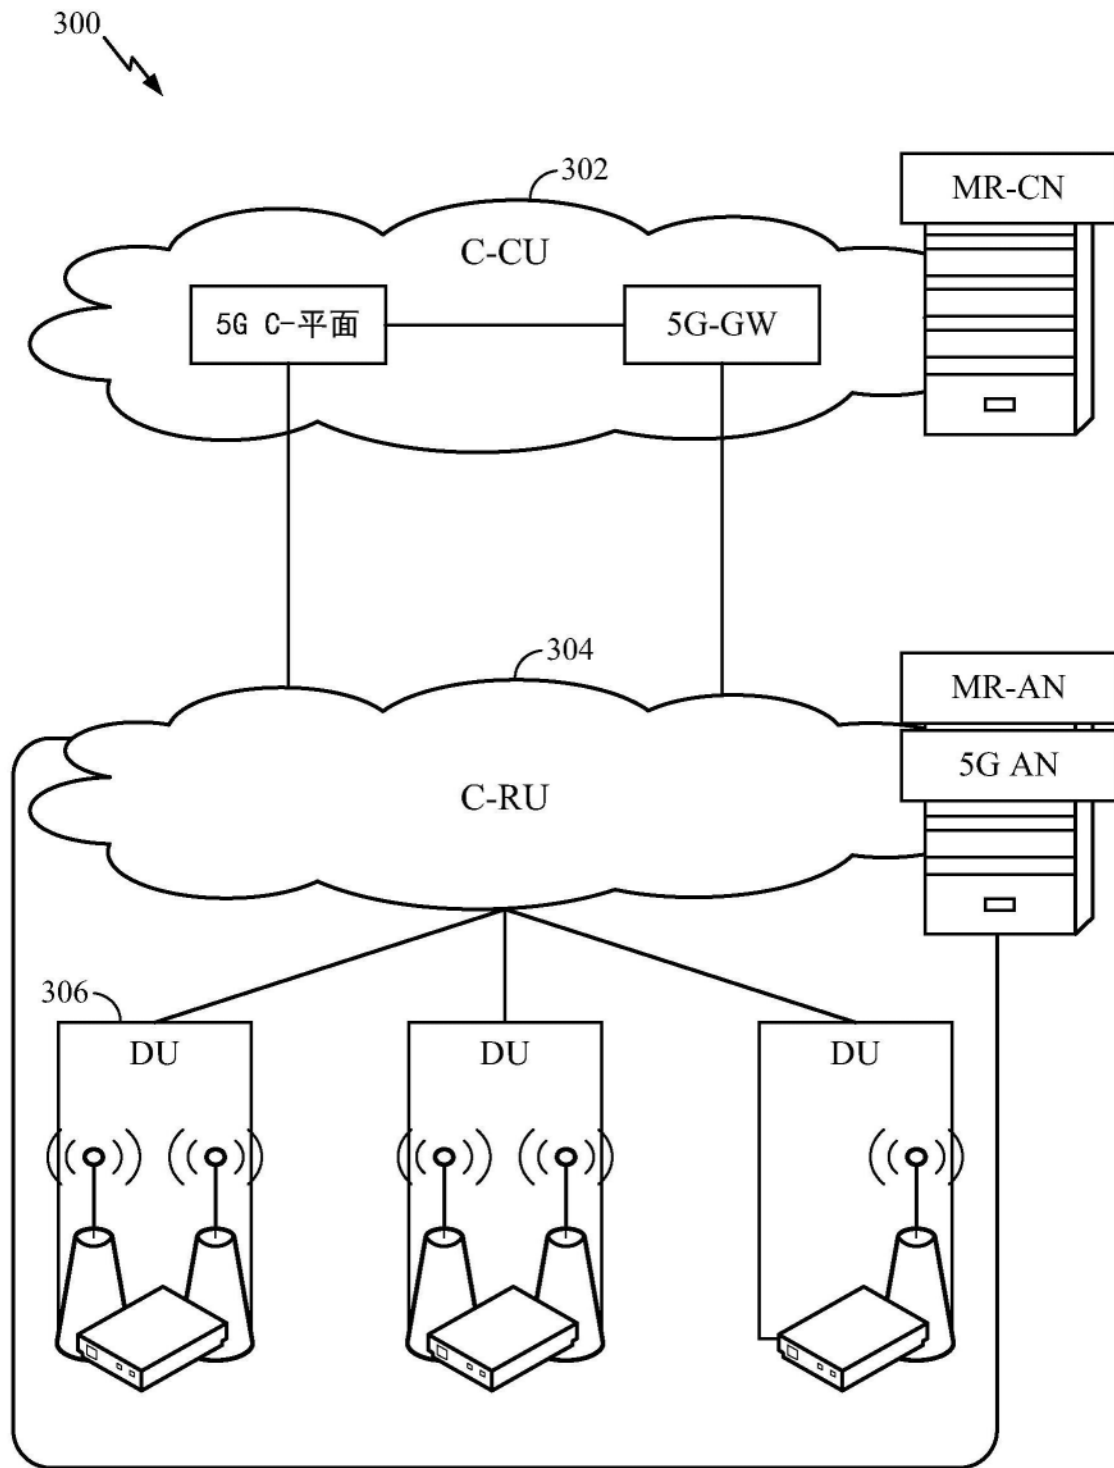 300
302
MR-CN
C-CU
5G C-平面
5G-GW
304
MR-AN
5G AN
C-RU
306
DU
DU
DU